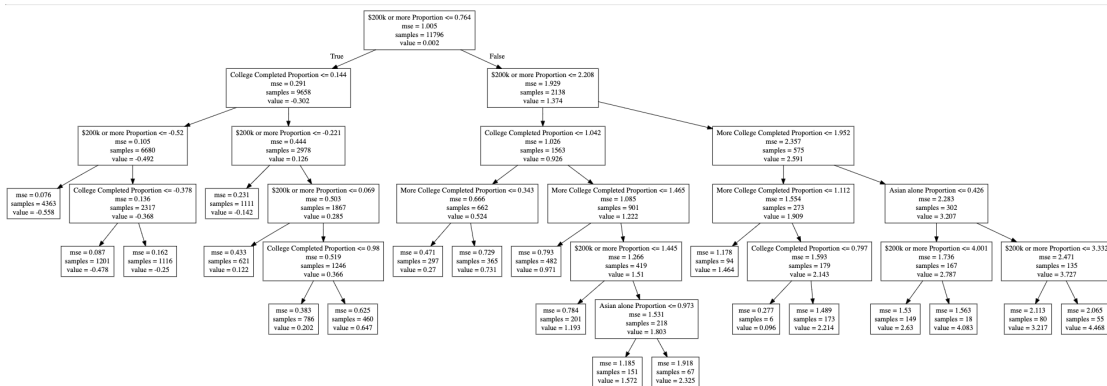 $200k or more Proportion <= 0.764
mse = 1.005
samples = 11796
value = 0.002
True
False
College Completed Proportion <= 0.144
mse = 0.291
samples = 9658
value = -0.302
$200k or more Proportion <= 2.208
mse = 1.929
samples = 2138
value = 1.374
$200k or more Proportion <= -0.52
mse = 0.105
samples = 6680
value = -0.492
$200k or more Proportion <= -0.221
mse = 0.444
samples = 2978
value = 0.126
College Completed Proportion <= 1.042
mse = 1.026
samples = 1563
value = 0.926
More College Completed Proportion <= 1.952
mse = 2.357
samples = 575
value = 2.591
mse = 0.076
samples = 4363
value = -0.558
College Completed Proportion <= -0.378
mse = 0.136
samples = 2317
value = -0.368
mse = 0.231
samples = 1111
value = -0.142
$200k or more Proportion <= 0.069
mse = 0.503
samples = 1867
value = 0.285
More College Completed Proportion <= 0.343
mse = 0.666
samples = 662
value = 0.524
More College Completed Proportion <= 1.465
mse = 1.085
samples = 901
value = 1.222
More College Completed Proportion <= 1.112
mse = 1.554
samples = 273
value = 1.909
Asian alone Proportion <= 0.426
mse = 2.283
samples = 302
value = 3.207
mse = 0.087
samples = 1201
value = -0.478
mse = 0.162
samples = 1116
value = -0.25
mse = 0.433
samples = 621
value = 0.122
College Completed Proportion <= 0.98
mse = 0.519
samples = 1246
value = 0.366
mse = 0.471
samples = 297
value = 0.27
mse = 0.729
samples = 365
value = 0.731
mse = 0.793
samples = 482
value = 0.971
$200k or more Proportion <= 1.445
mse = 1.266
samples = 419
value = 1.51
mse = 1.178
samples = 94
value = 1.464
College Completed Proportion <= 0.797
mse = 1.593
samples = 179
value = 2.143
$200k or more Proportion <= 4.001
mse = 1.736
samples = 167
value = 2.787
$200k or more Proportion <= 3.332
mse = 2.471
samples = 135
value = 3.727
mse = 0.383
samples = 786
value = 0.202
mse = 0.625
samples = 460
value = 0.647
mse = 0.784
samples = 201
value = 1.193
Asian alone Proportion <= 0.973
mse = 1.531
samples = 218
value = 1.803
mse = 0.277
samples = 6
value = 0.096
mse = 1.489
samples = 173
value = 2.214
mse = 1.53
samples = 149
value = 2.63
mse = 1.563
samples = 18
value = 4.083
mse = 2.113
samples = 80
value = 3.217
mse = 2.065
samples = 55
value = 4.468
mse = 1.185
samples = 151
value = 1.572
mse = 1.918
samples = 67
value = 2.325